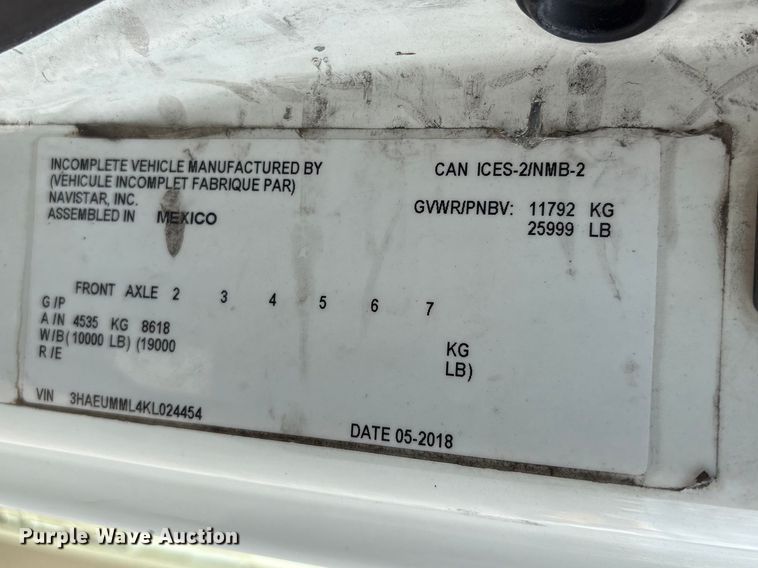 INCOMPLETE VEHICLE MANUFACTURED BY
(VEHICULE INCOMPLET FABRIQUE PAR)
NAVISTAR, INC.
ASSEMBLED IN MEXICO
CAN ICES-2/NMB-2
GVWR/PNBV: 11792 KG
25999 LB
FRONT AXLE 2 3 4 5 6 7
G/P
A/N 4535 KG 8618 KG
W/B (10000 LB) (19000 LB)
R/E
VIN 3HAEUMML4KL024454
DATE 05-2018
Purple Wave Auction